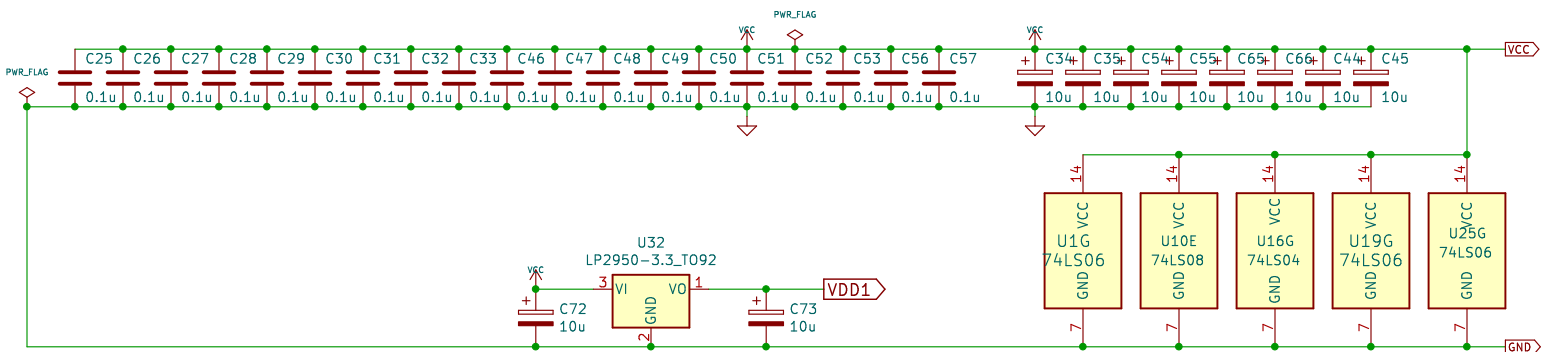 PWR_FLAG
VCC
VCC
PWR_FLAG
C25 C26 C27 C28 C29 C30 C31 C32 C33 C46 C47 C48 C49 C50 C51 C52 C53 C56 C57
C34 C35 C54 C55 C65 C66 C44 C45
VCC
+ + + + + + + +
0.1u 0.1u 0.1u 0.1u 0.1u 0.1u 0.1u 0.1u 0.1u 0.1u 0.1u 0.1u 0.1u 0.1u 0.1u 0.1u 0.1u 0.1u 0.1u
10u 10u 10u 10u 10u 10u 10u 10u
14 14 14 14 14
VCC VCC VCC VCC VCC
U1G
74LS06
U10E
74LS08
U16G
74LS04
U19G
74LS06
U25G
74LS06
GND GND GND GND GND
7 7 7 7 7
U32
LP2950-3.3_TO92
VCC
3 VI VO 1
GND
2
VDD1
+ C72
10u
+ C73
10u
GND